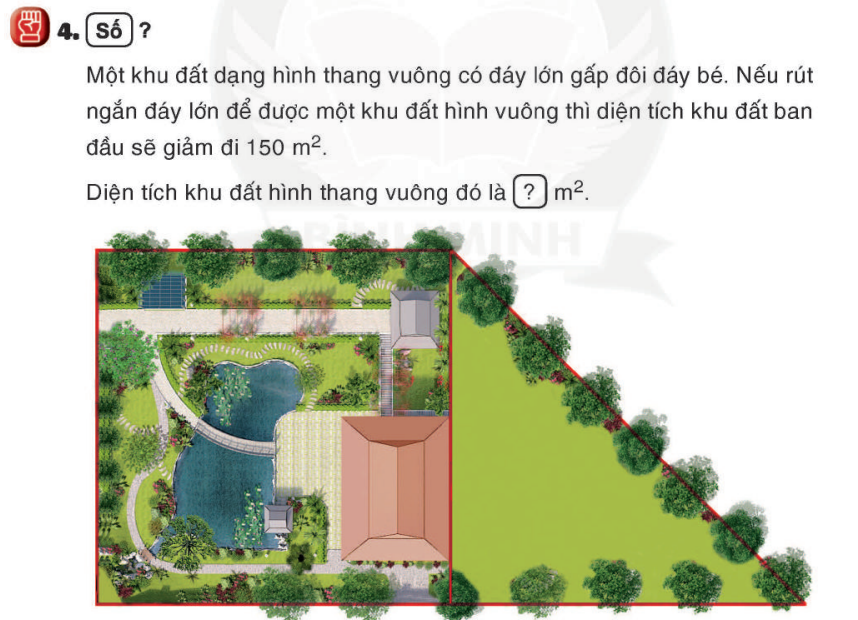 4. Số ?
Một khu đất dạng hình thang vuông có đáy lớn gấp đôi đáy bé. Nếu rút
ngắn đáy lớn để được một khu đất hình vuông thì diện tích khu đất ban
đầu sẽ giảm đi 150 m².
Diện tích khu đất hình thang vuông đó là ? m².
BÌNH MINH